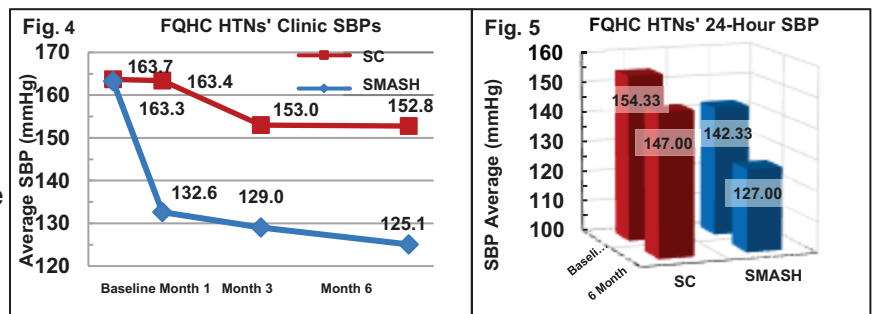 Fig. 4
FQHC HTNs' Clinic SBPs
170
160
150
140
130
120
Average SBP (mmHg)
SC
SMASH
163.7
163.4
153.0
152.8
163.3
132.6
129.0
125.1
Baseline Month 1 Month 3 Month 6
Fig. 5
FQHC HTNs' 24-Hour SBP
160
150
140
130
120
110
100
SBP Average (mmHg)
154.33
147.00
142.33
127.00
Baseli...
6 Month
SC
SMASH